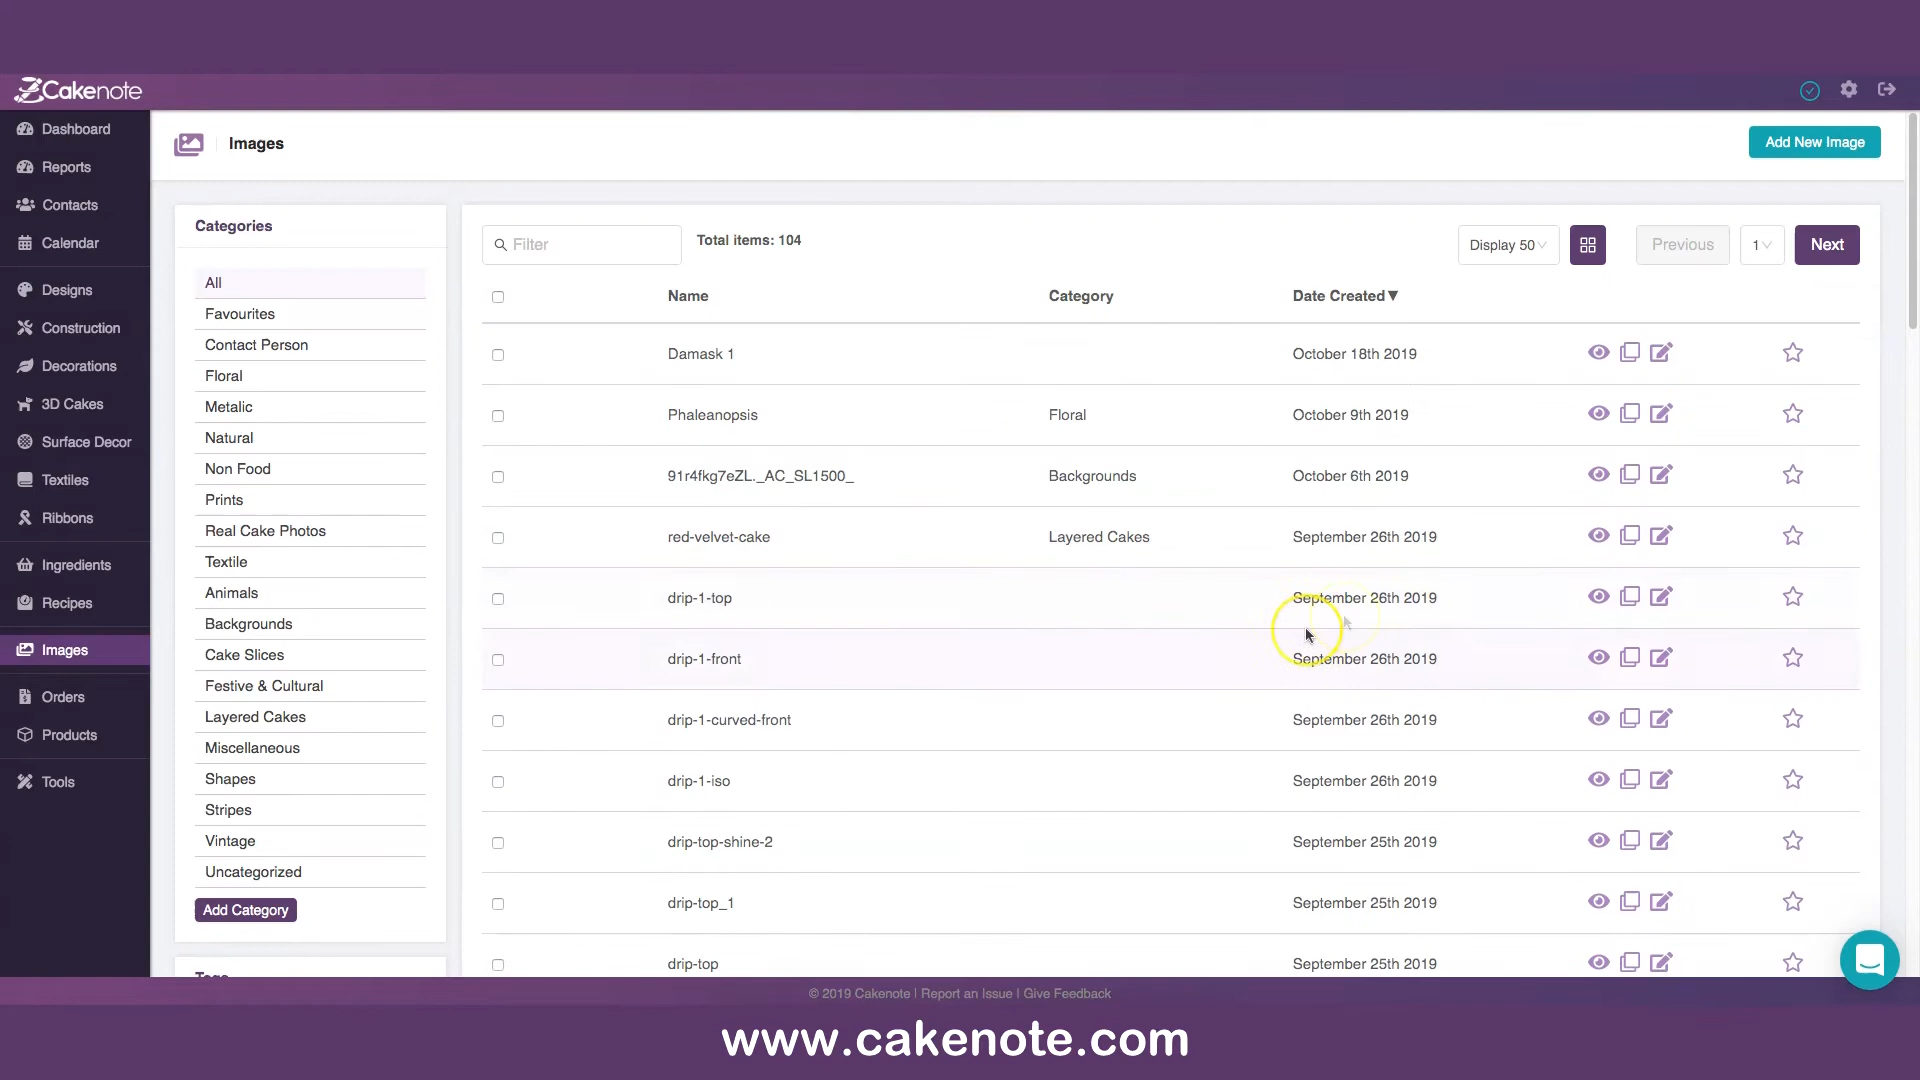 Cakenote
Dashboard
Reports
Contacts
Calendar
Designs
Construction
Decorations
3D Cakes
Surface Decor
Textiles
Ribbons
Ingredients
Recipes
Images
Orders
Products
Tools
Images
Add New Image
Categories
All
Favourites
Contact Person
Floral
Metalic
Natural
Non Food
Prints
Real Cake Photos
Textile
Animals
Backgrounds
Cake Slices
Festive & Cultural
Layered Cakes
Miscellaneous
Shapes
Stripes
Vintage
Uncategorized
Add Category
Tags
Filter
Total items: 104
Display 50
Previous
1
Next
Name Category Date Created▼
Damask 1 October 18th 2019
Phaleanopsis Floral October 9th 2019
91r4fkg7eZL._AC_SL1500_ Backgrounds October 6th 2019
red-velvet-cake Layered Cakes September 26th 2019
drip-1-top September 26th 2019
drip-1-front September 26th 2019
drip-1-curved-front September 26th 2019
drip-1-iso September 26th 2019
drip-top-shine-2 September 25th 2019
drip-top_1 September 25th 2019
drip-top September 25th 2019
© 2019 Cakenote | Report an Issue | Give Feedback
www.cakenote.com